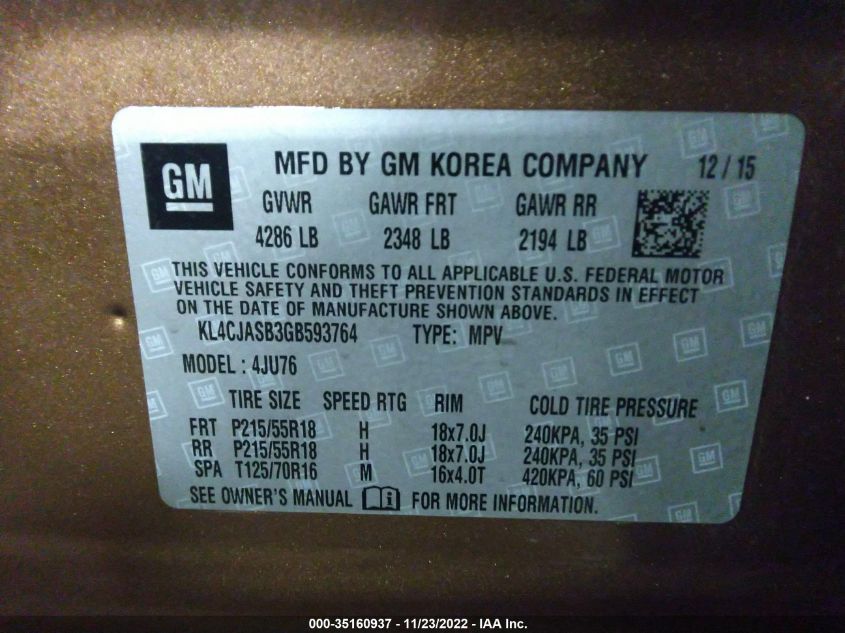 GM
MFD BY GM KOREA COMPANY 12/15
GVWR GAWR FRT GAWR RR
4286 LB 2348 LB 2194 LB
THIS VEHICLE CONFORMS TO ALL APPLICABLE U.S. FEDERAL MOTOR
VEHICLE SAFETY AND THEFT PREVENTION STANDARDS IN EFFECT
ON THE DATE OF MANUFACTURE SHOWN ABOVE.
KL4CJASB3GB593764 TYPE: MPV
MODEL : 4JU76
TIRE SIZE SPEED RTG RIM COLD TIRE PRESSURE
FRT P215/55R18 H 18x7.0J 240KPA, 35 PSI
RR P215/55R18 H 18x7.0J 240KPA, 35 PSI
SPA T125/70R16 M 16x4.0T 420KPA, 60 PSI
SEE OWNER'S MANUAL i FOR MORE INFORMATION.
000-35160937 - 11/23/2022 - IAA Inc.